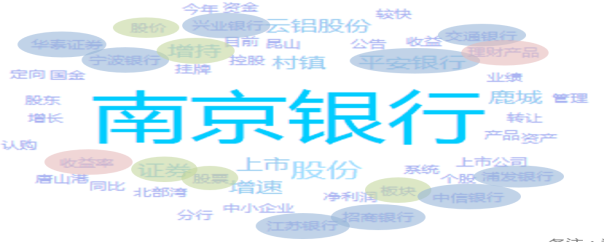 今年 资金
较快
股价
兴业银行
云铝股份
华泰证券
增持
目前
昆山
公告
收益
交通银行
宁波银行
控股
村镇
平安银行
理财产品
定向
国金
挂牌
业绩
股东
南京银行
鹿城
管理
增长
转让
认购
产品
资产
收益率
证券
上市
股份
系统
上市公司
唐山港
同比
股票
增速
个股
浦发银行
北部湾
净利润
板块
中信银行
分行
中小企业
江苏银行
招商银行